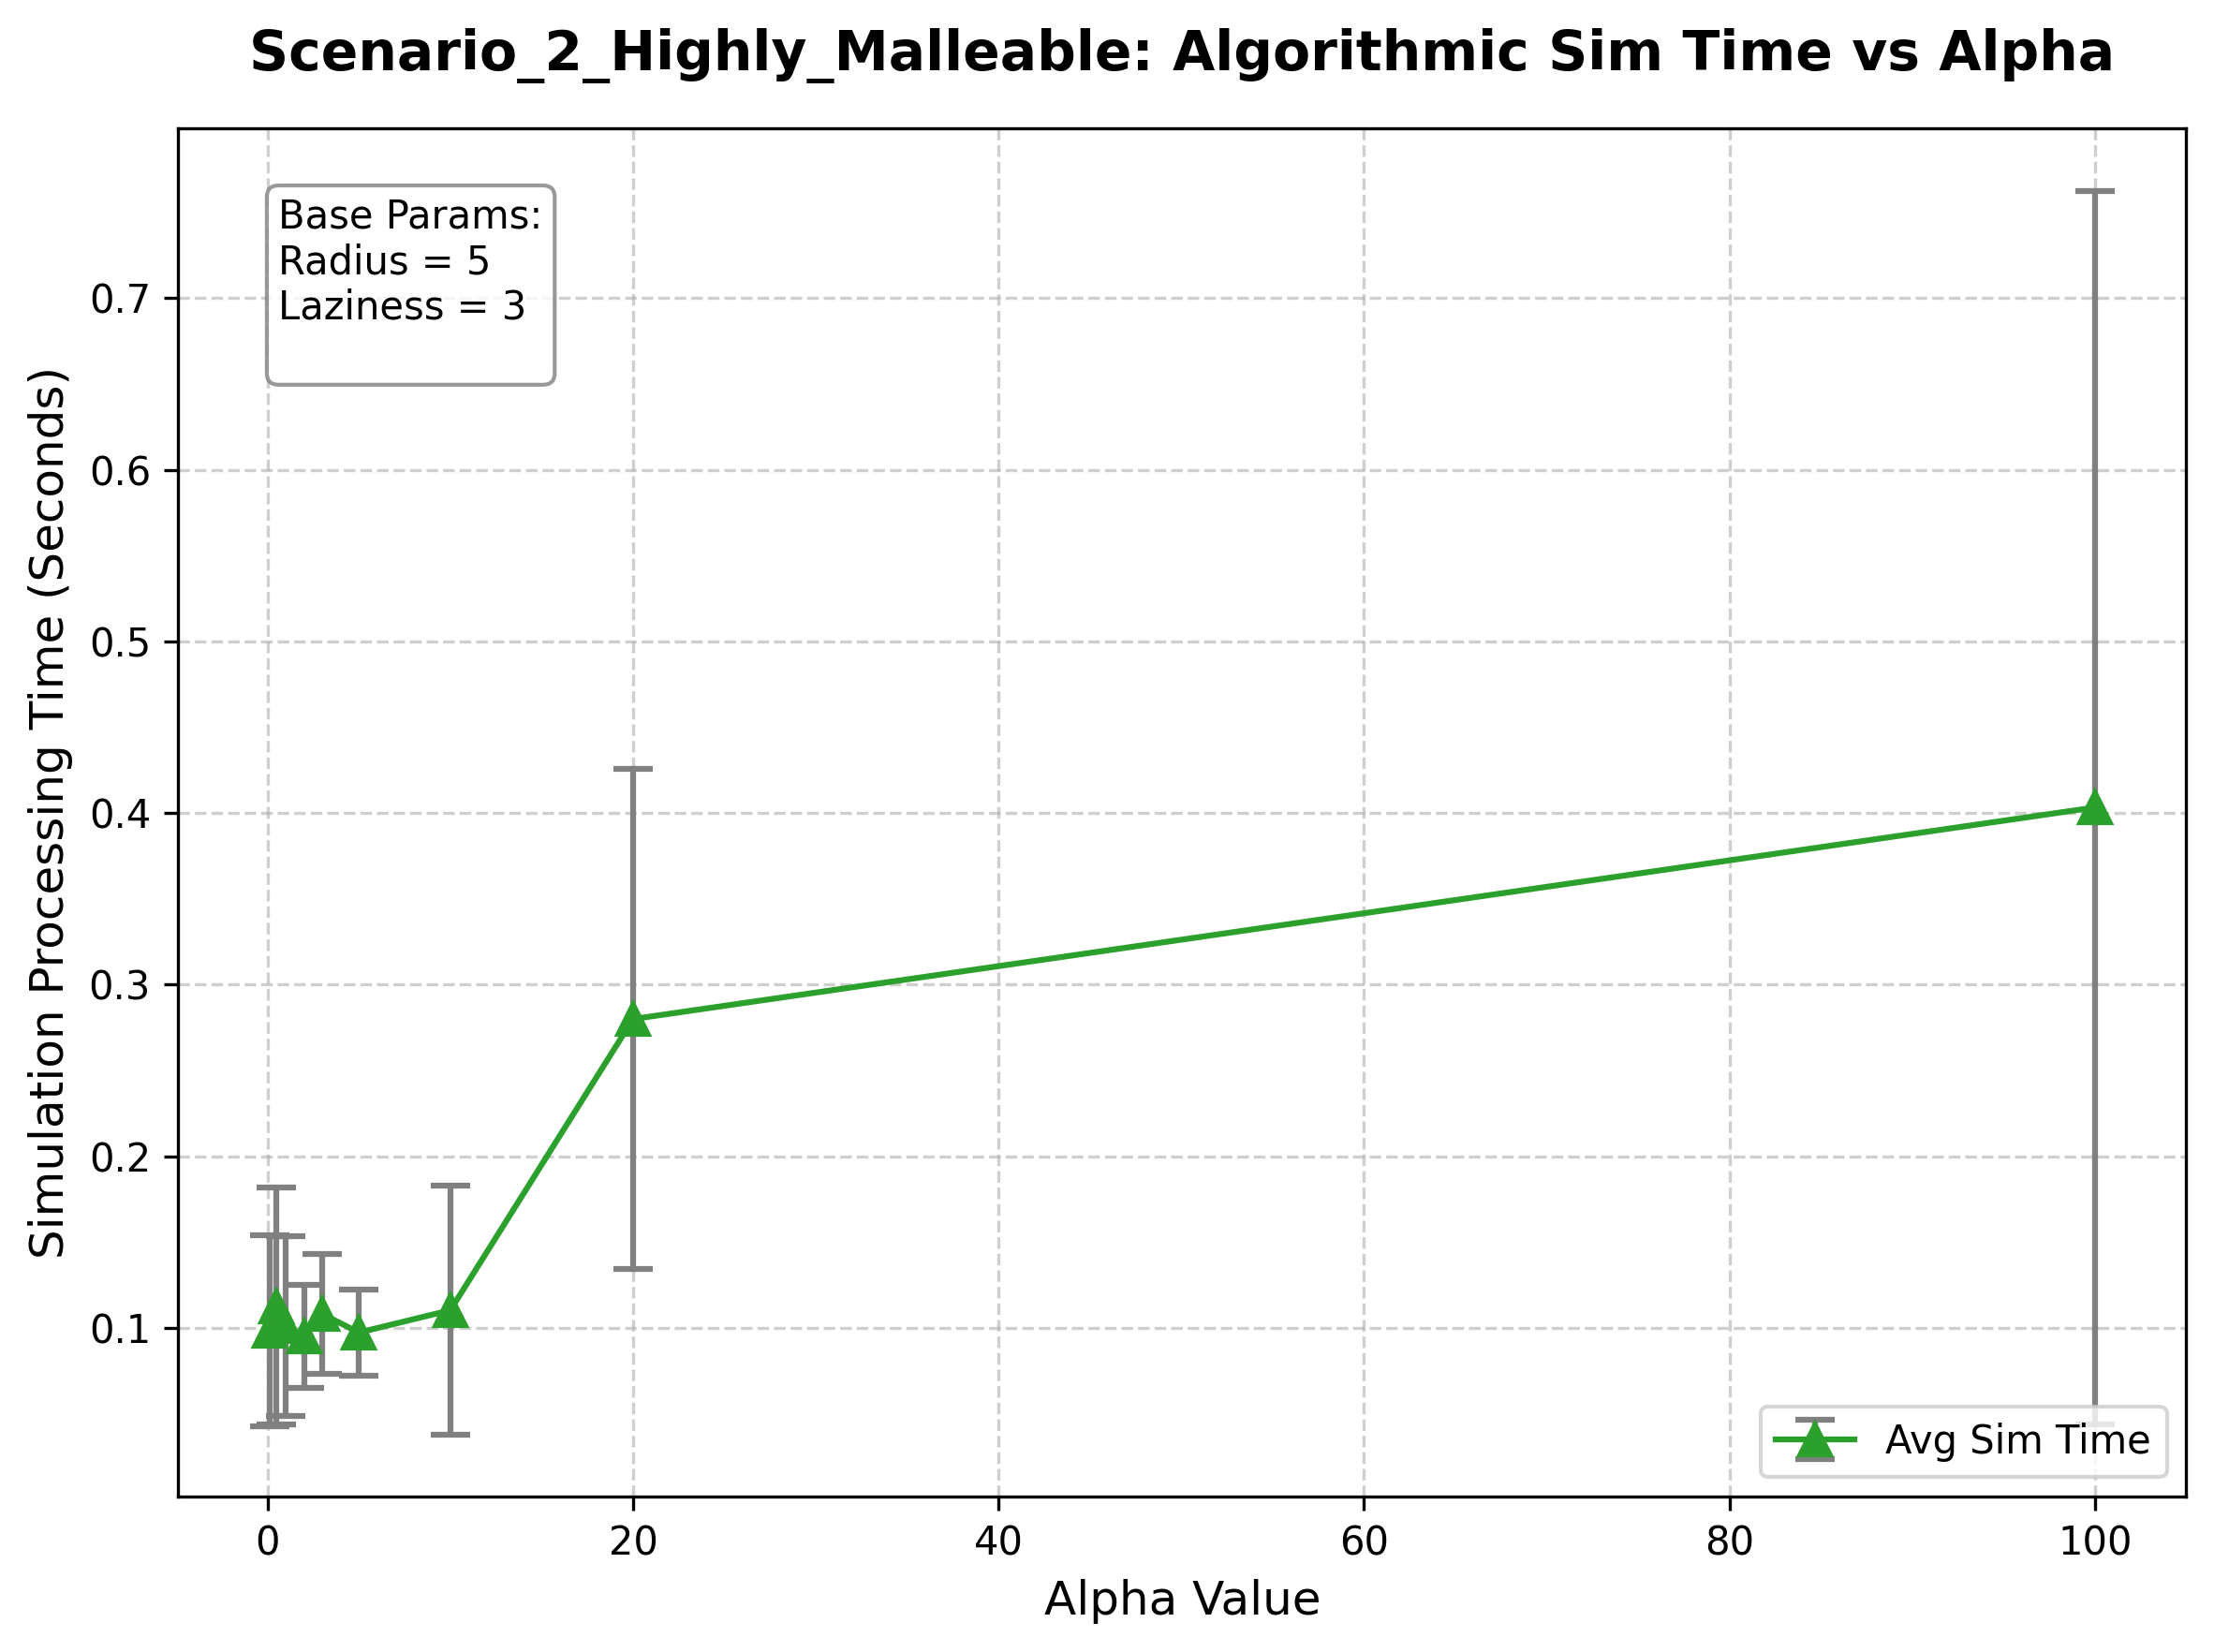 Scenario_2_Highly_Malleable: Algorithmic Sim Time vs Alpha
Base Params:
Radius = 5
Laziness = 3
Simulation Processing Time (Seconds)
0.7
0.6
0.5
0.4
0.3
0.2
0.1
Avg Sim Time
0 20 40 60 80 100
Alpha Value